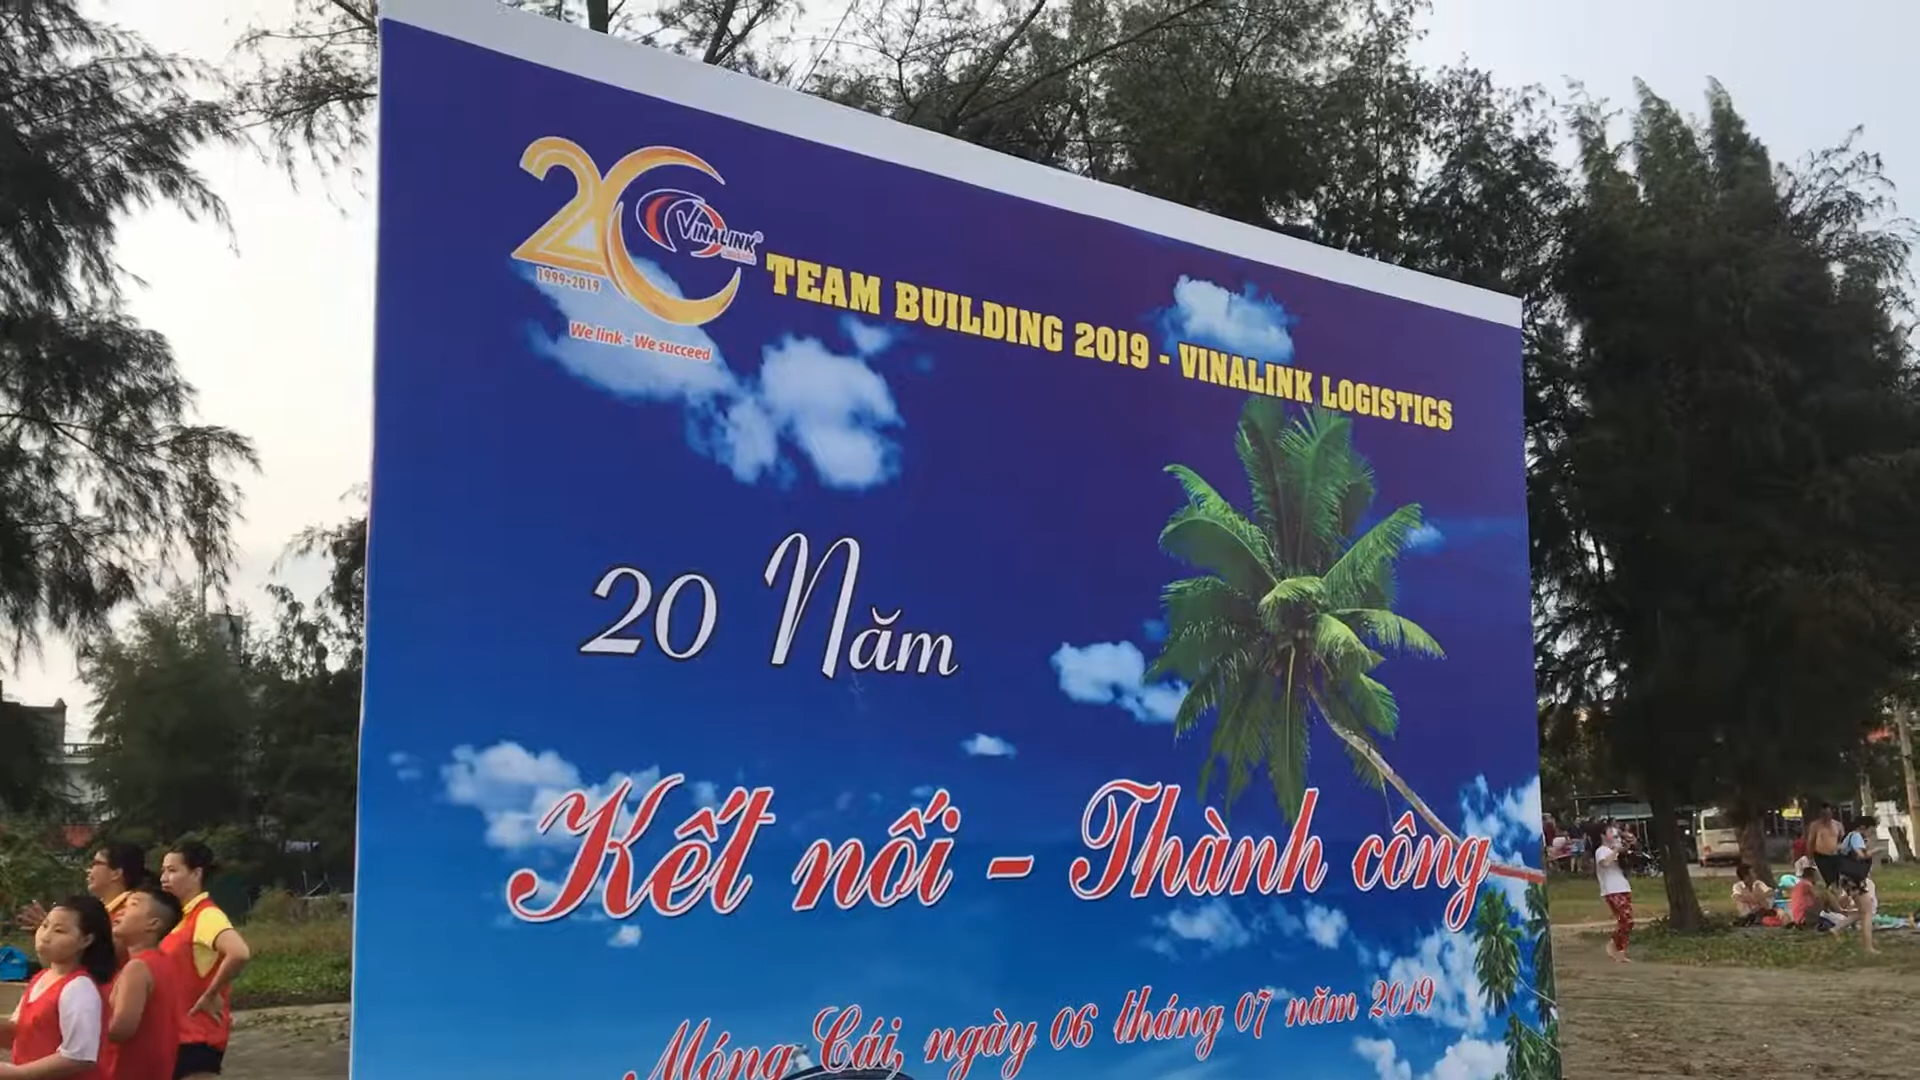 20
VINALINK
LOGISTICS
1999-2019
We link - We succeed
TEAM BUILDING 2019 - VINALINK LOGISTICS
20 Năm
Kết nối - Thành công
Móng Cái, ngày 06 tháng 07 năm 2019